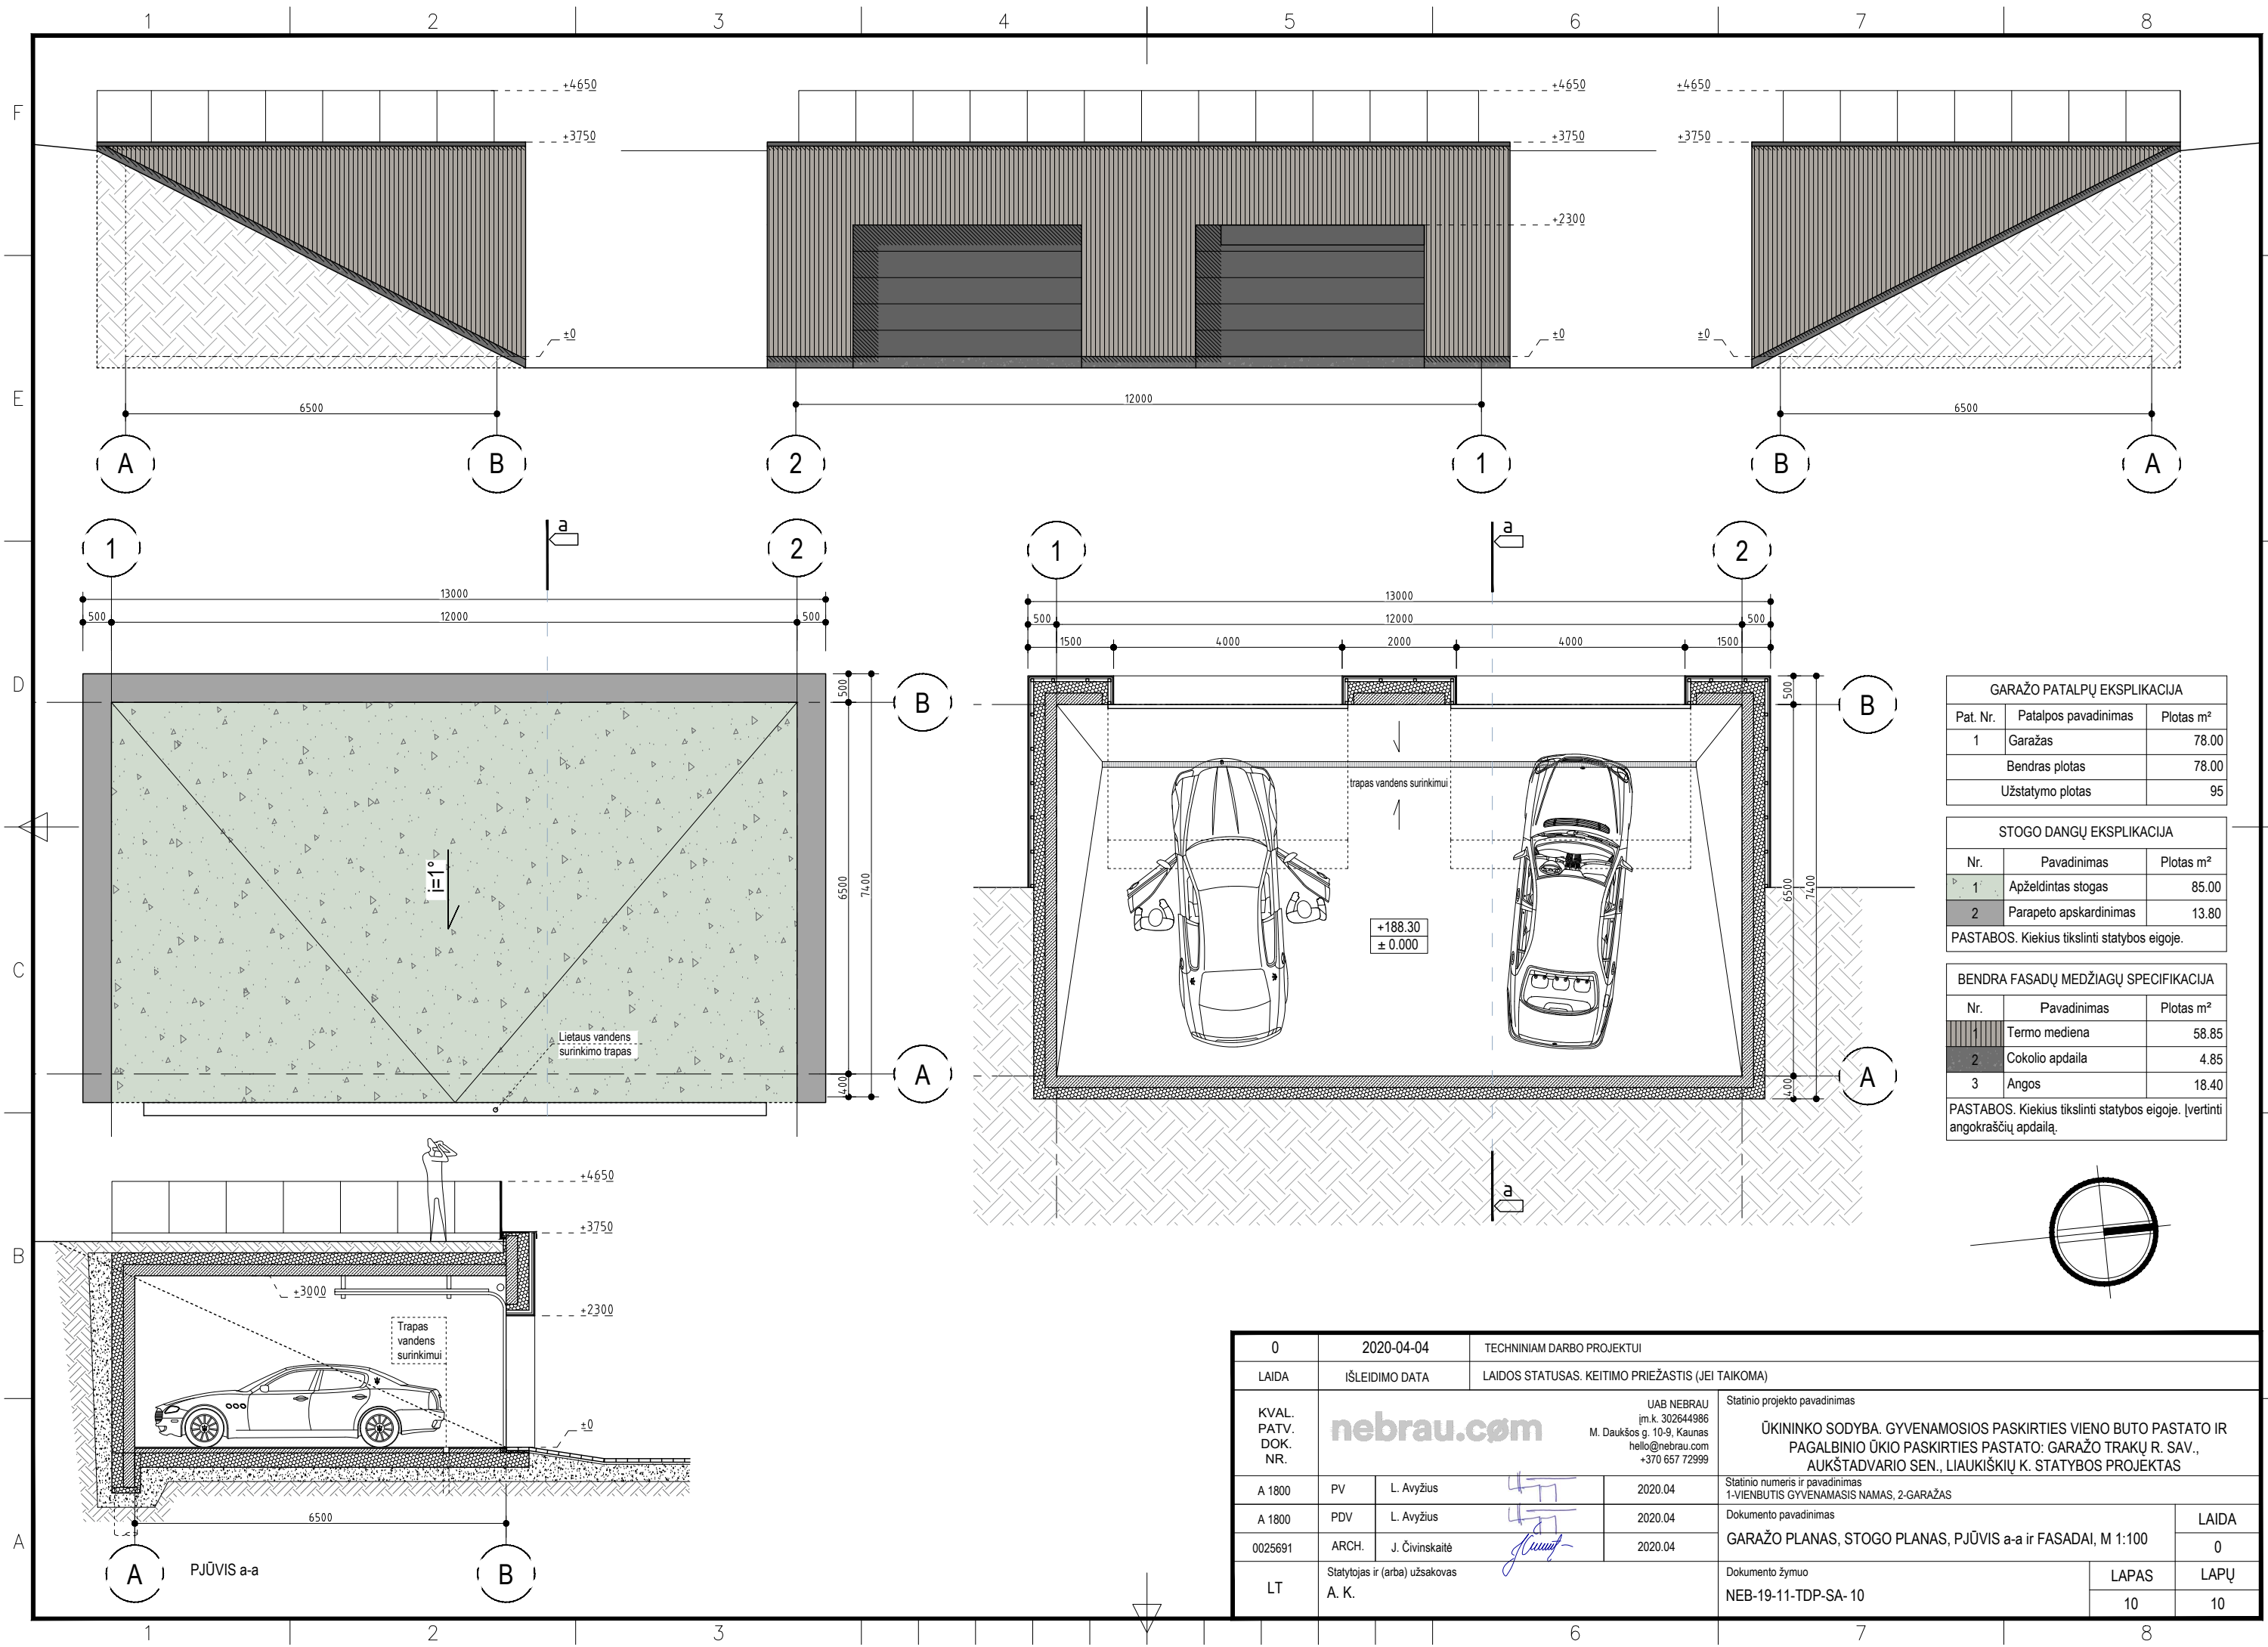 1 2 3 4 5 6 7 8
F
E
D
C
B
A
+4650
+3750
±0
6500
A B
+4650
+3750
+2300
±0
12000
2 1
+4650
+3750
±0
6500
B A
1 2
a
13000
500 12000 500
B
A
500
6500
7400
400
i=1°
Lietaus vandens
surinkimo trapas
1 2
a
13000
500 12000 500
1500 4000 2000 4000 1500
B
A
500
6500
7400
400
trapas vandens surinkimui
+188.30
± 0.000
a
GARAŽO PATALPŲ EKSPLIKACIJA
Pat. Nr. Patalpos pavadinimas Plotas m²
1 Garažas 78.00
Bendras plotas 78.00
Užstatymo plotas 95
STOGO DANGŲ EKSPLIKACIJA
Nr. Pavadinimas Plotas m²
1 Apželdintas stogas 85.00
2 Parapeto apskardinimas 13.80
PASTABOS. Kiekius tikslinti statybos eigoje.
BENDRA FASADŲ MEDŽIAGŲ SPECIFIKACIJA
Nr. Pavadinimas Plotas m²
1 Termo mediena 58.85
2 Cokolio apdaila 4.85
3 Angos 18.40
PASTABOS. Kiekius tikslinti statybos eigoje. Įvertinti
angokraščių apdailą.
+4650
+3750
+3000
+2300
±0
Trapas
vandens
surinkimui
6500
A B
PJŪVIS a-a
0 2020-04-04 TECHNINIAM DARBO PROJEKTUI
LAIDA IŠLEIDIMO DATA LAIDOS STATUSAS. KEITIMO PRIEŽASTIS (JEI TAIKOMA)
KVAL.
PATV.
DOK.
NR.
nebrau.cøm
UAB NEBRAU
įm.k. 302644986
M. Daukšos g. 10-9, Kaunas
hello@nebrau.com
+370 657 72999
Statinio projekto pavadinimas
ŪKININKO SODYBA. GYVENAMOSIOS PASKIRTIES VIENO BUTO PASTATO IR
PAGALBINIO ŪKIO PASKIRTIES PASTATO: GARAŽO TRAKŲ R. SAV.,
AUKŠTADVARIO SEN., LIAUKIŠKIŲ K. STATYBOS PROJEKTAS
A 1800 PV L. Avyžius 2020.04
Statinio numeris ir pavadinimas
1-VIENBUTIS GYVENAMASIS NAMAS, 2-GARAŽAS
A 1800 PDV L. Avyžius 2020.04
0025691 ARCH. J. Čivinskaitė 2020.04
Dokumento pavadinimas
GARAŽO PLANAS, STOGO PLANAS, PJŪVIS a-a ir FASADAI, M 1:100
LAIDA
0
LT
Statytojas ir (arba) užsakovas
A. K.
Dokumento žymuo
NEB-19-11-TDP-SA- 10
LAPAS LAPŲ
10 10
1 2 3 6 7 8